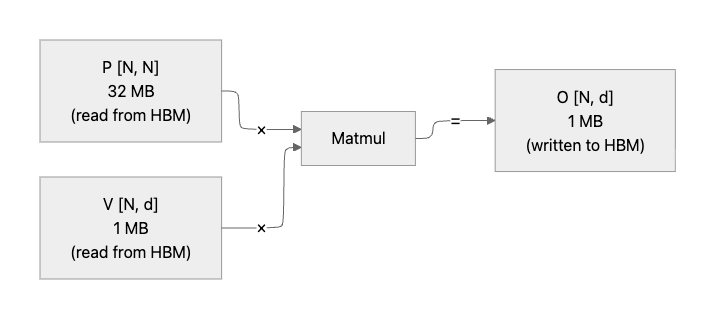 P [N, N]
32 MB
(read from HBM)
×
V [N, d]
1 MB
(read from HBM)
×
Matmul
=
O [N, d]
1 MB
(written to HBM)